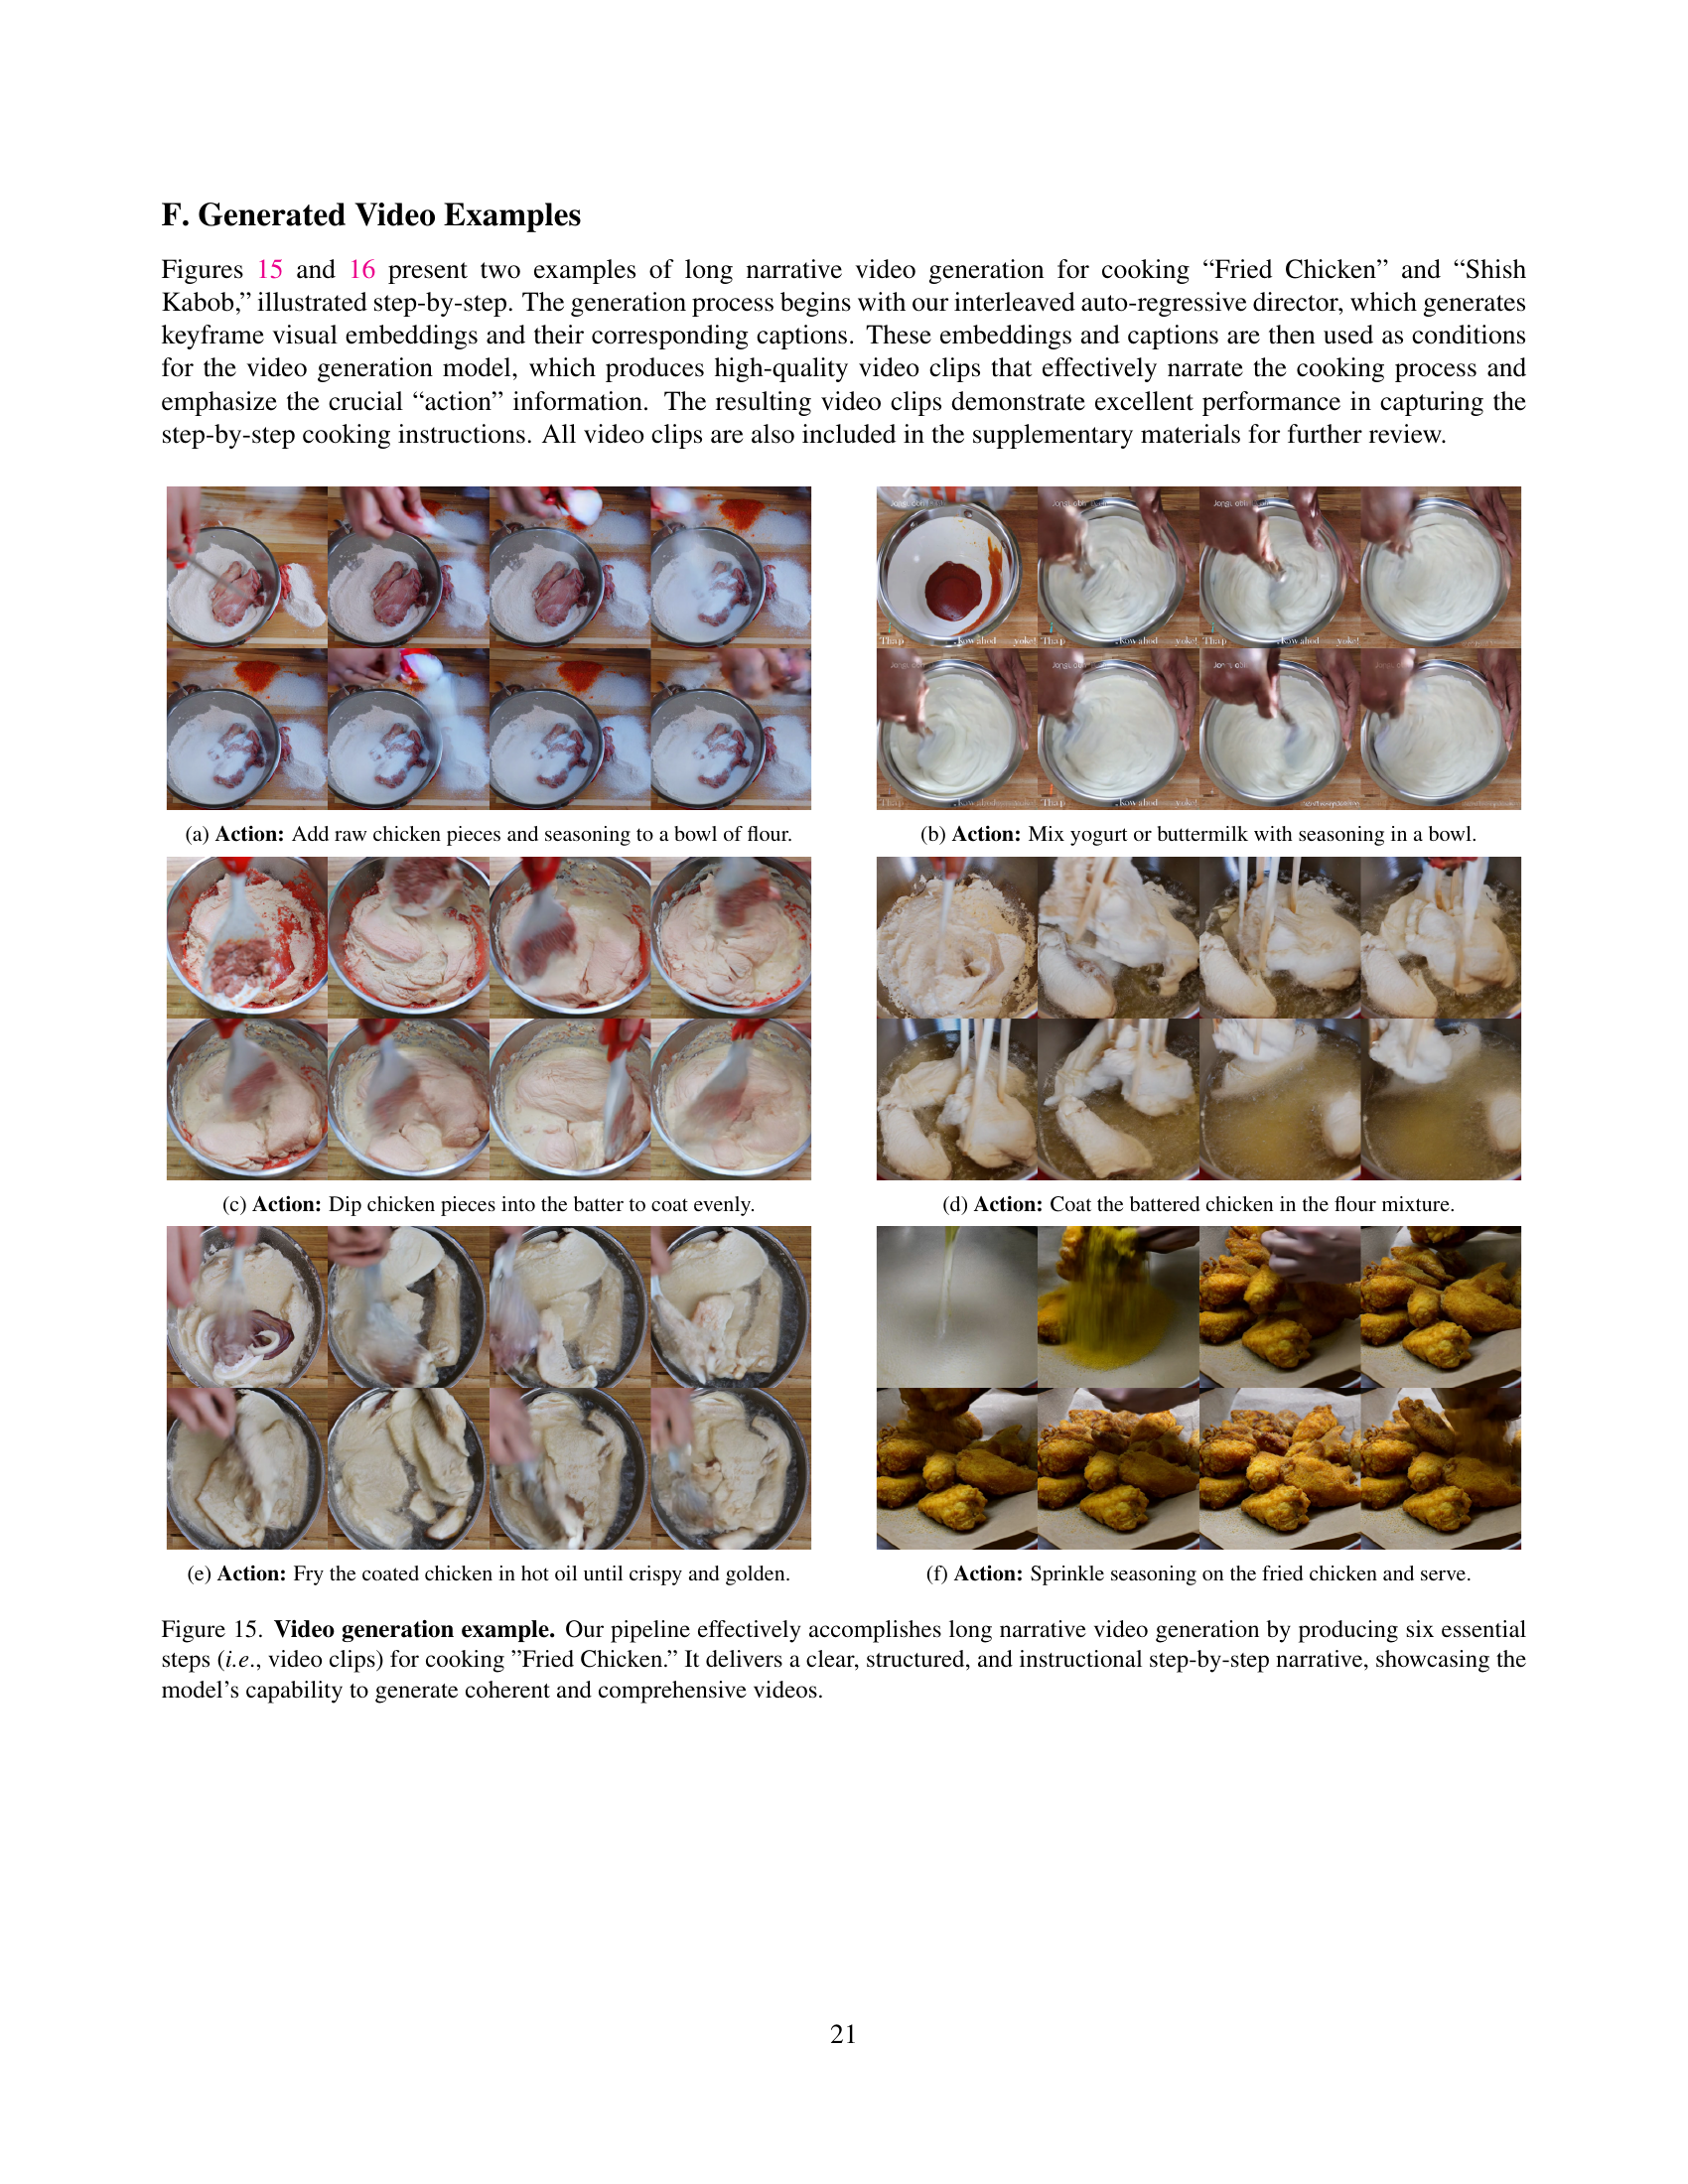 F. Generated Video Examples
Figures 15 and 16 present two examples of long narrative video generation for cooking “Fried Chicken” and “Shish
Kabob,” illustrated step-by-step. The generation process begins with our interleaved auto-regressive director, which generates
keyframe visual embeddings and their corresponding captions. These embeddings and captions are then used as conditions
for the video generation model, which produces high-quality video clips that effectively narrate the cooking process and
emphasize the crucial “action” information. The resulting video clips demonstrate excellent performance in capturing the
step-by-step cooking instructions. All video clips are also included in the supplementary materials for further review.
(a) Action: Add raw chicken pieces and seasoning to a bowl of flour.
(b) Action: Mix yogurt or buttermilk with seasoning in a bowl.
(c) Action: Dip chicken pieces into the batter to coat evenly.
(d) Action: Coat the battered chicken in the flour mixture.
(e) Action: Fry the coated chicken in hot oil until crispy and golden.
(f) Action: Sprinkle seasoning on the fried chicken and serve.
Figure 15. Video generation example. Our pipeline effectively accomplishes long narrative video generation by producing six essential
steps (i.e., video clips) for cooking ”Fried Chicken.” It delivers a clear, structured, and instructional step-by-step narrative, showcasing the
model’s capability to generate coherent and comprehensive videos.
21